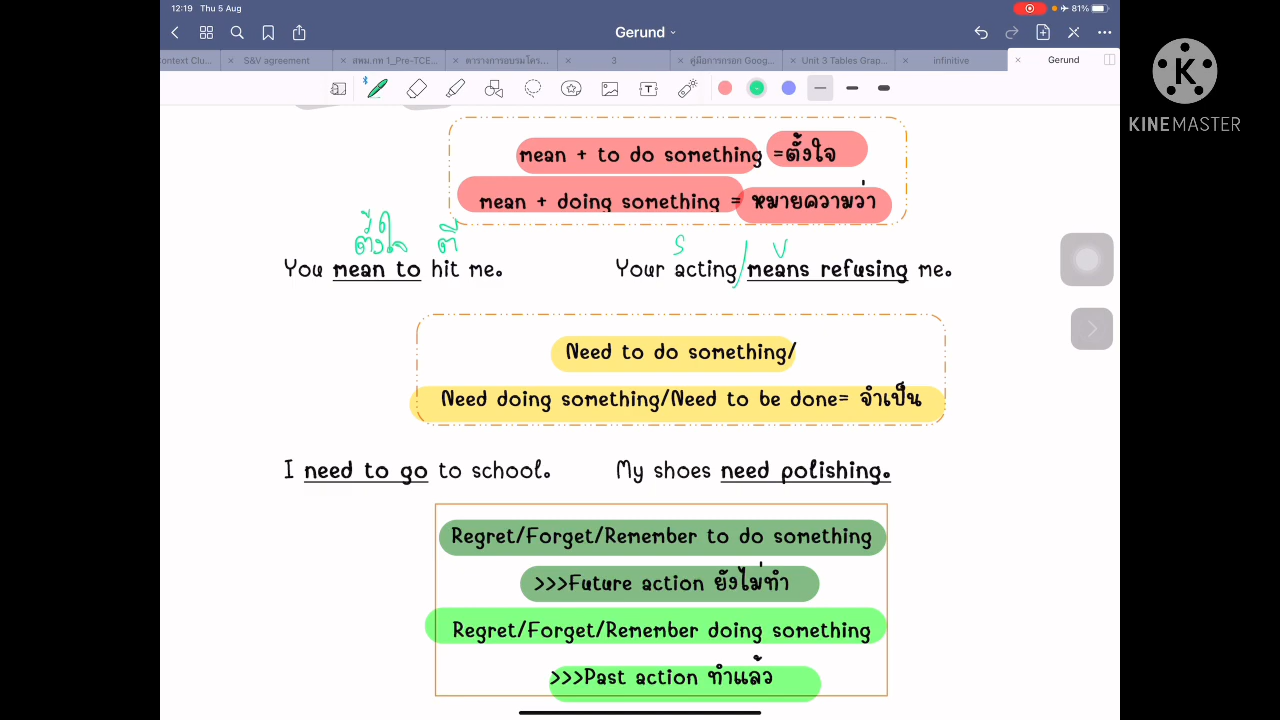 12:19 Thu 5 Aug
81%
Gerund
ontext Clu...
S&V agreement
สพม.กท 1_Pre-TCE...
ตารางการอบรมโคร...
3
คู่มือการกรอก Goog...
Unit 3 Tables Grap...
infinitive
Gerund
KINEMASTER
mean + to do something =ตั้งใจ
mean + doing something = หมายความว่า
ตั้งใจ ตี
S V
You mean to hit me.
Your acting/means refusing me.
Need to do something/
Need doing something/Need to be done= จำเป็น
I need to go to school.
My shoes need polishing.
Regret/Forget/Remember to do something
>>>Future action ยังไม่ทำ
Regret/Forget/Remember doing something
>>>Past action ทำแล้ว